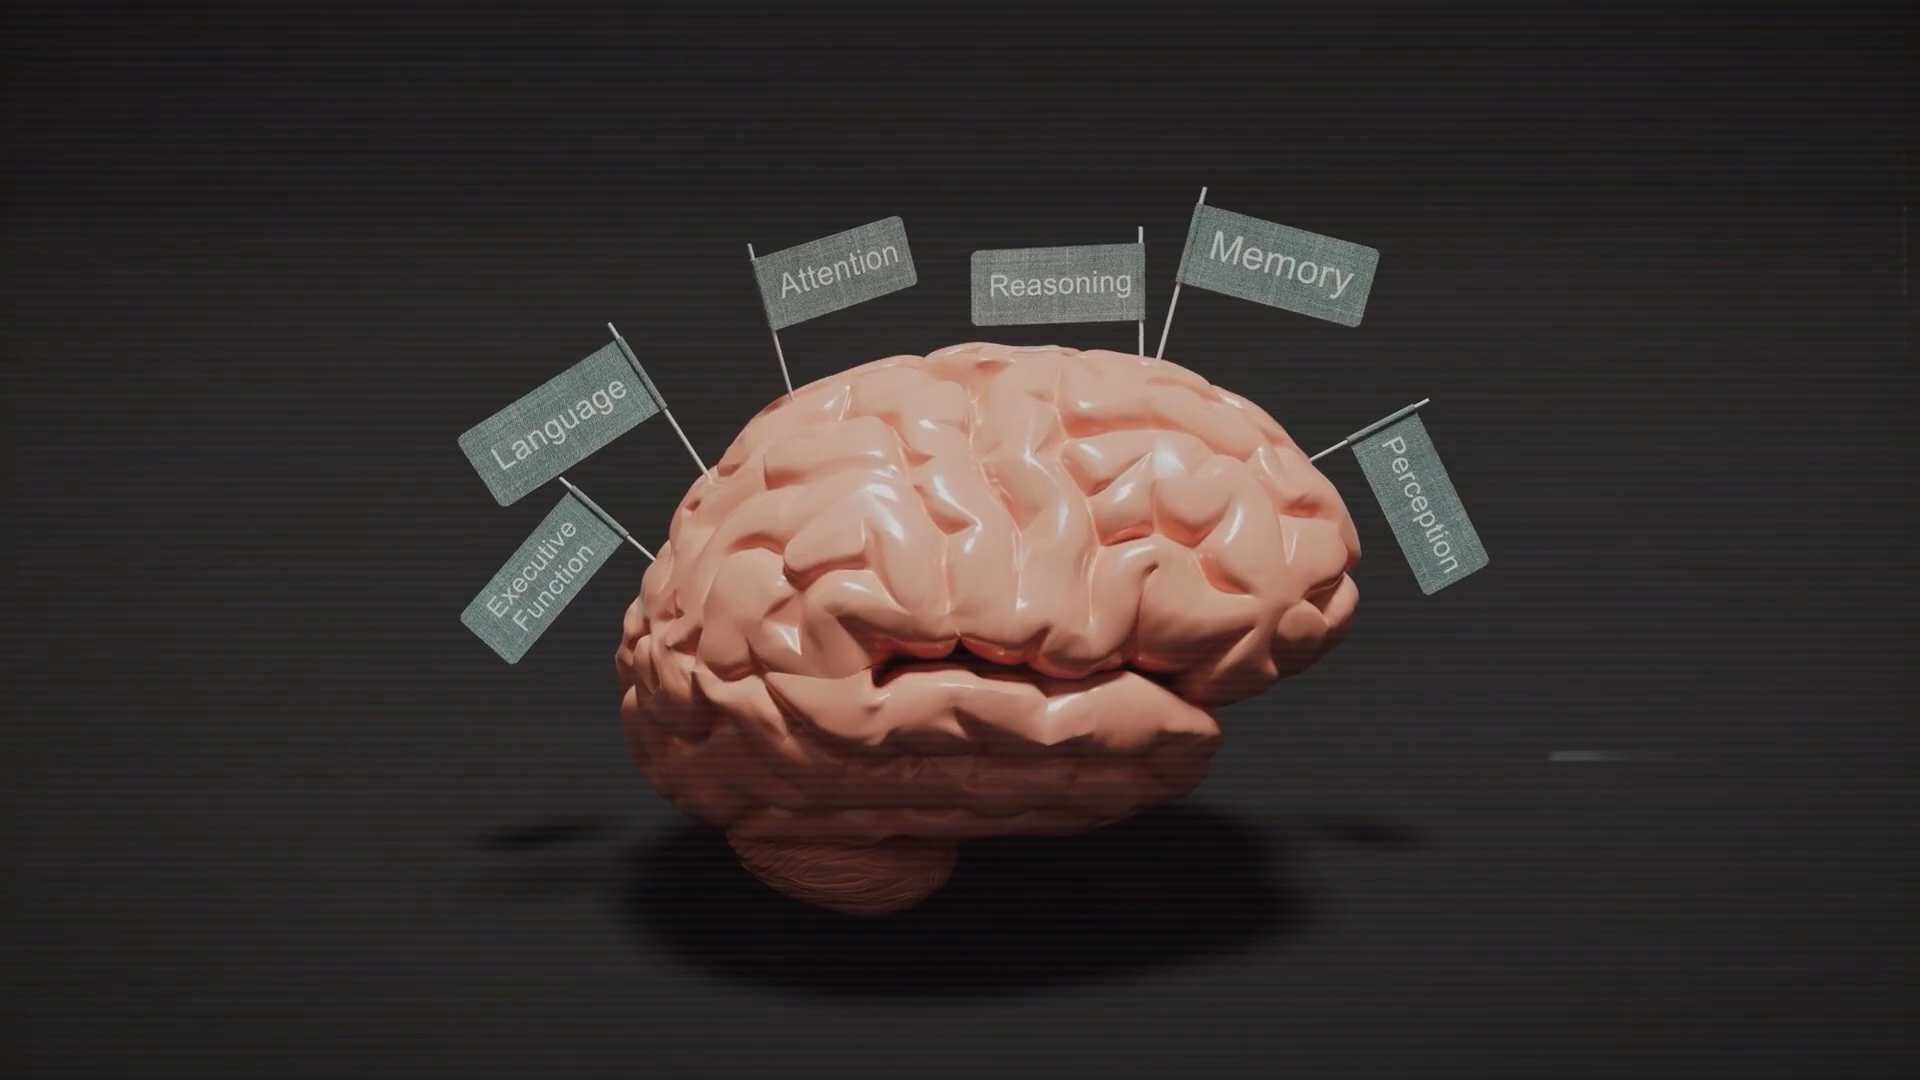 Attention
Reasoning
Memory
Language
Perception
Executive
Function